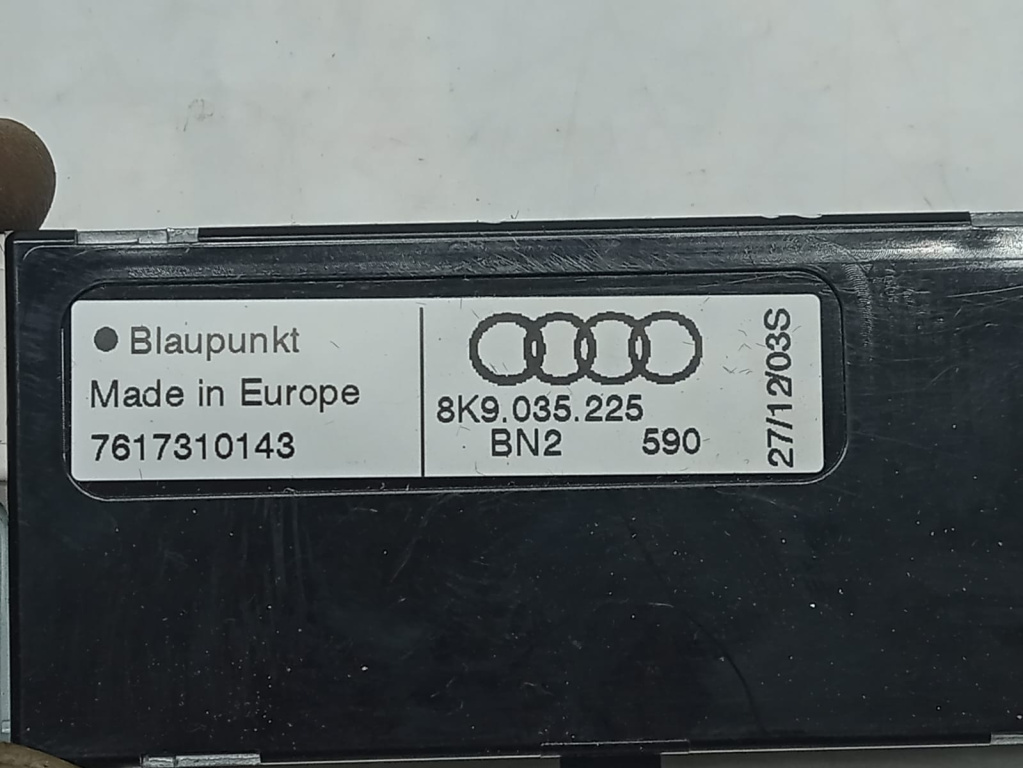 Blaupunkt
Made in Europe
7617310143
8K9.035.225
BN2 590
27/12/03S